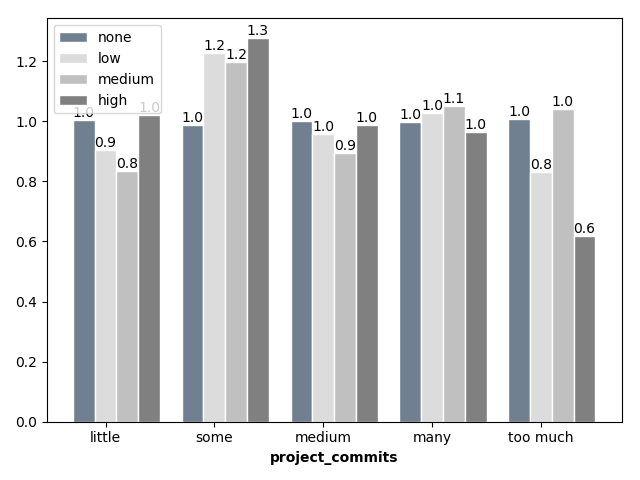 none
low
medium
high
1.0 0.9 0.8 1.0
1.0 1.2 1.2 1.3
1.0 1.0 0.9 1.0
1.0 1.0 1.1 1.0
1.0 0.8 1.0 0.6
1.2
1.0
0.8
0.6
0.4
0.2
0.0
little some medium many too much
project_commits